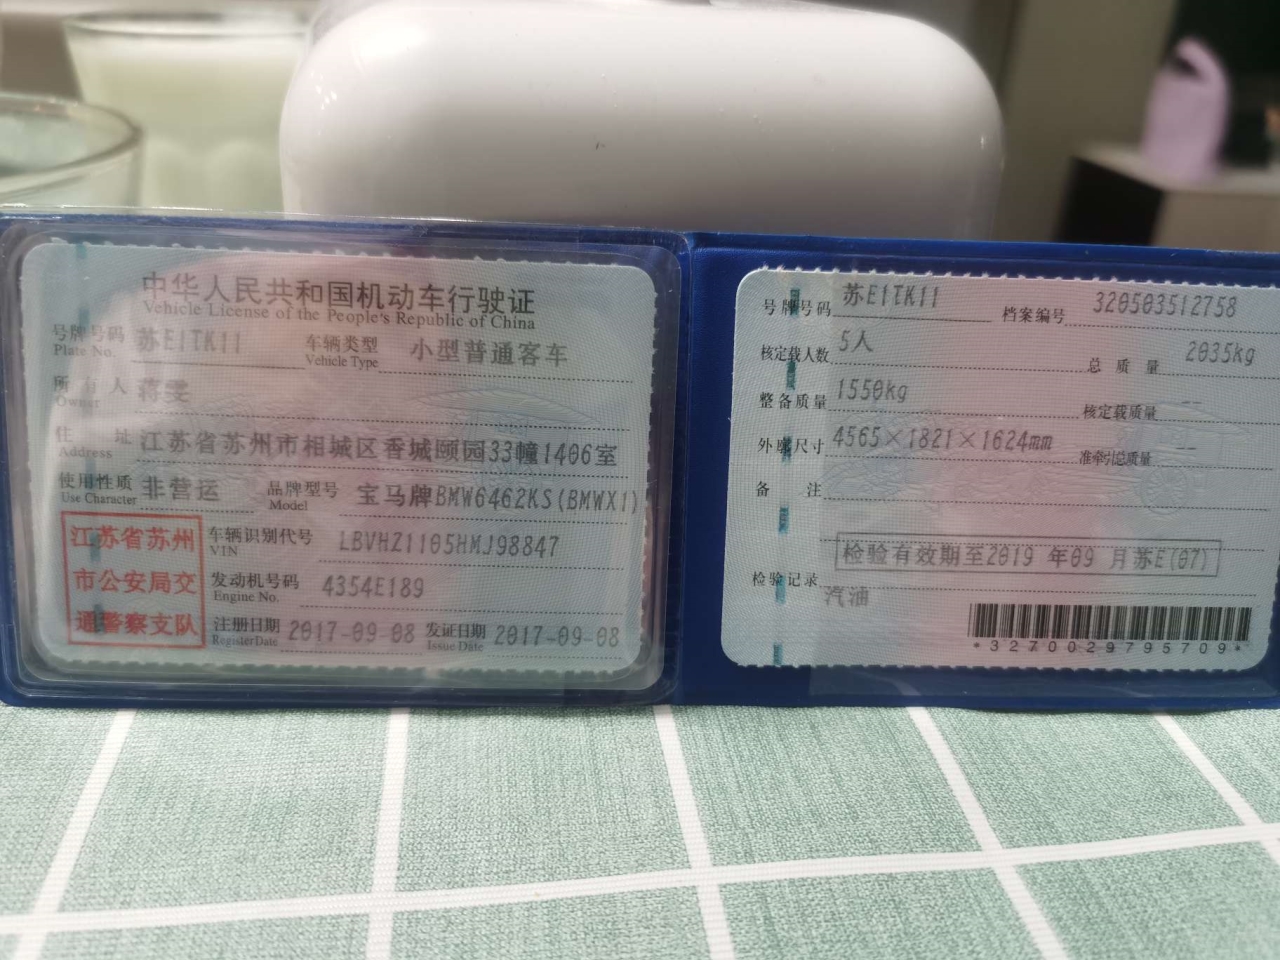 中华人民共和国机动车行驶证
Vehicle License of the People's Republic of China
号牌号码 苏E1TK11 车辆类型 小型普通客车
Plate No. Vehicle Type
所有人 蒋雯
Owner
住址 江苏省苏州市相城区香城颐园33幢1406室
Address
使用性质 非营运 品牌型号 宝马牌BMW6462KS(BMWX1)
Use Character Model
江苏省苏州
市公安局交
通警察支队
车辆识别代号 LBVHZ1105HMJ98847
VIN
发动机号码 4354E189
Engine No.
注册日期 2017-09-08 发证日期 2017-09-08
Register Date Issue Date
号牌号码 苏E1TK11 档案编号 320503512758
核定载人数 5人 总质量 2035kg
整备质量 1550kg 核定载质量 --
外廓尺寸 4565×1821×1624mm 准牵引总质量 --
备注
检验有效期至2019 年09 月苏E(07)
检验记录
汽油
*3270029795709*